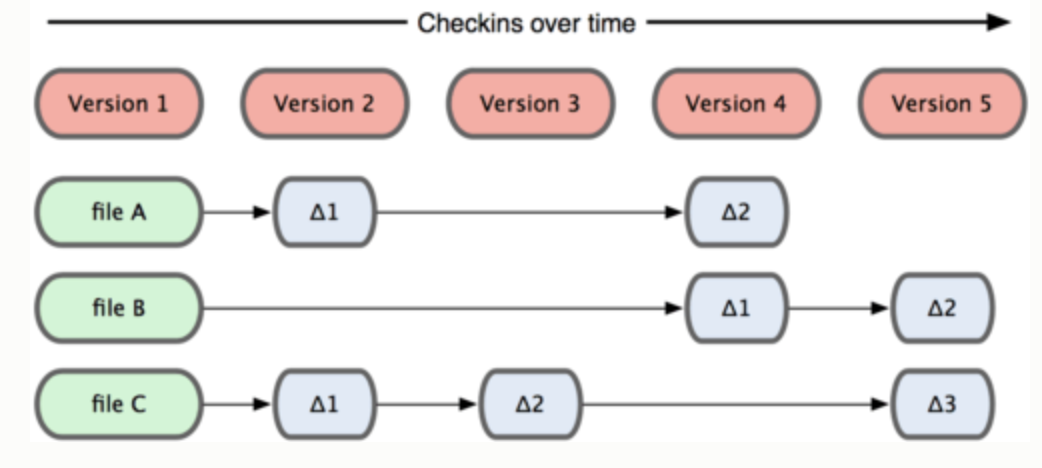 Checkins over time
Version 1 Version 2 Version 3 Version 4 Version 5
file A Δ1 Δ2
file B Δ1 Δ2
file C Δ1 Δ2 Δ3